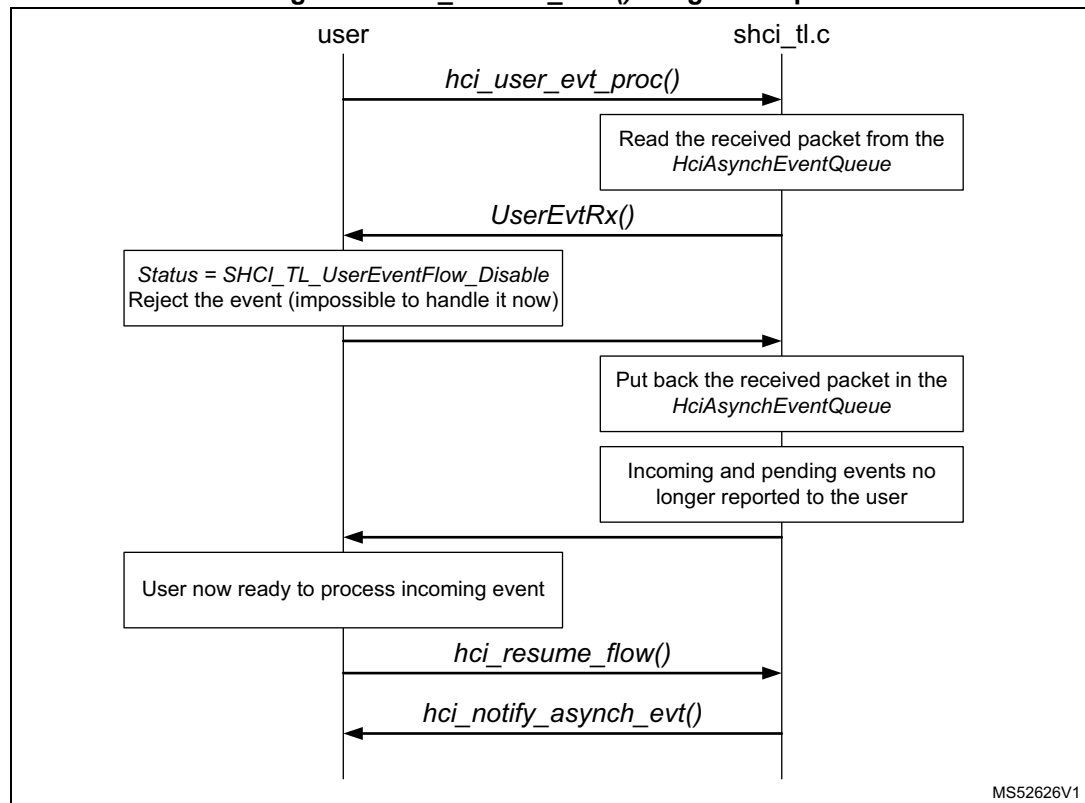 user
shci_tl.c
hci_user_evt_proc()
Read the received packet from the
HciAsynchEventQueue
UserEvtRx()
Status = SHCI_TL_UserEventFlow_Disable
Reject the event (impossible to handle it now)
Put back the received packet in the
HciAsynchEventQueue
Incoming and pending events no
longer reported to the user
User now ready to process incoming event
hci_resume_flow()
hci_notify_asynch_evt()
MS52626V1